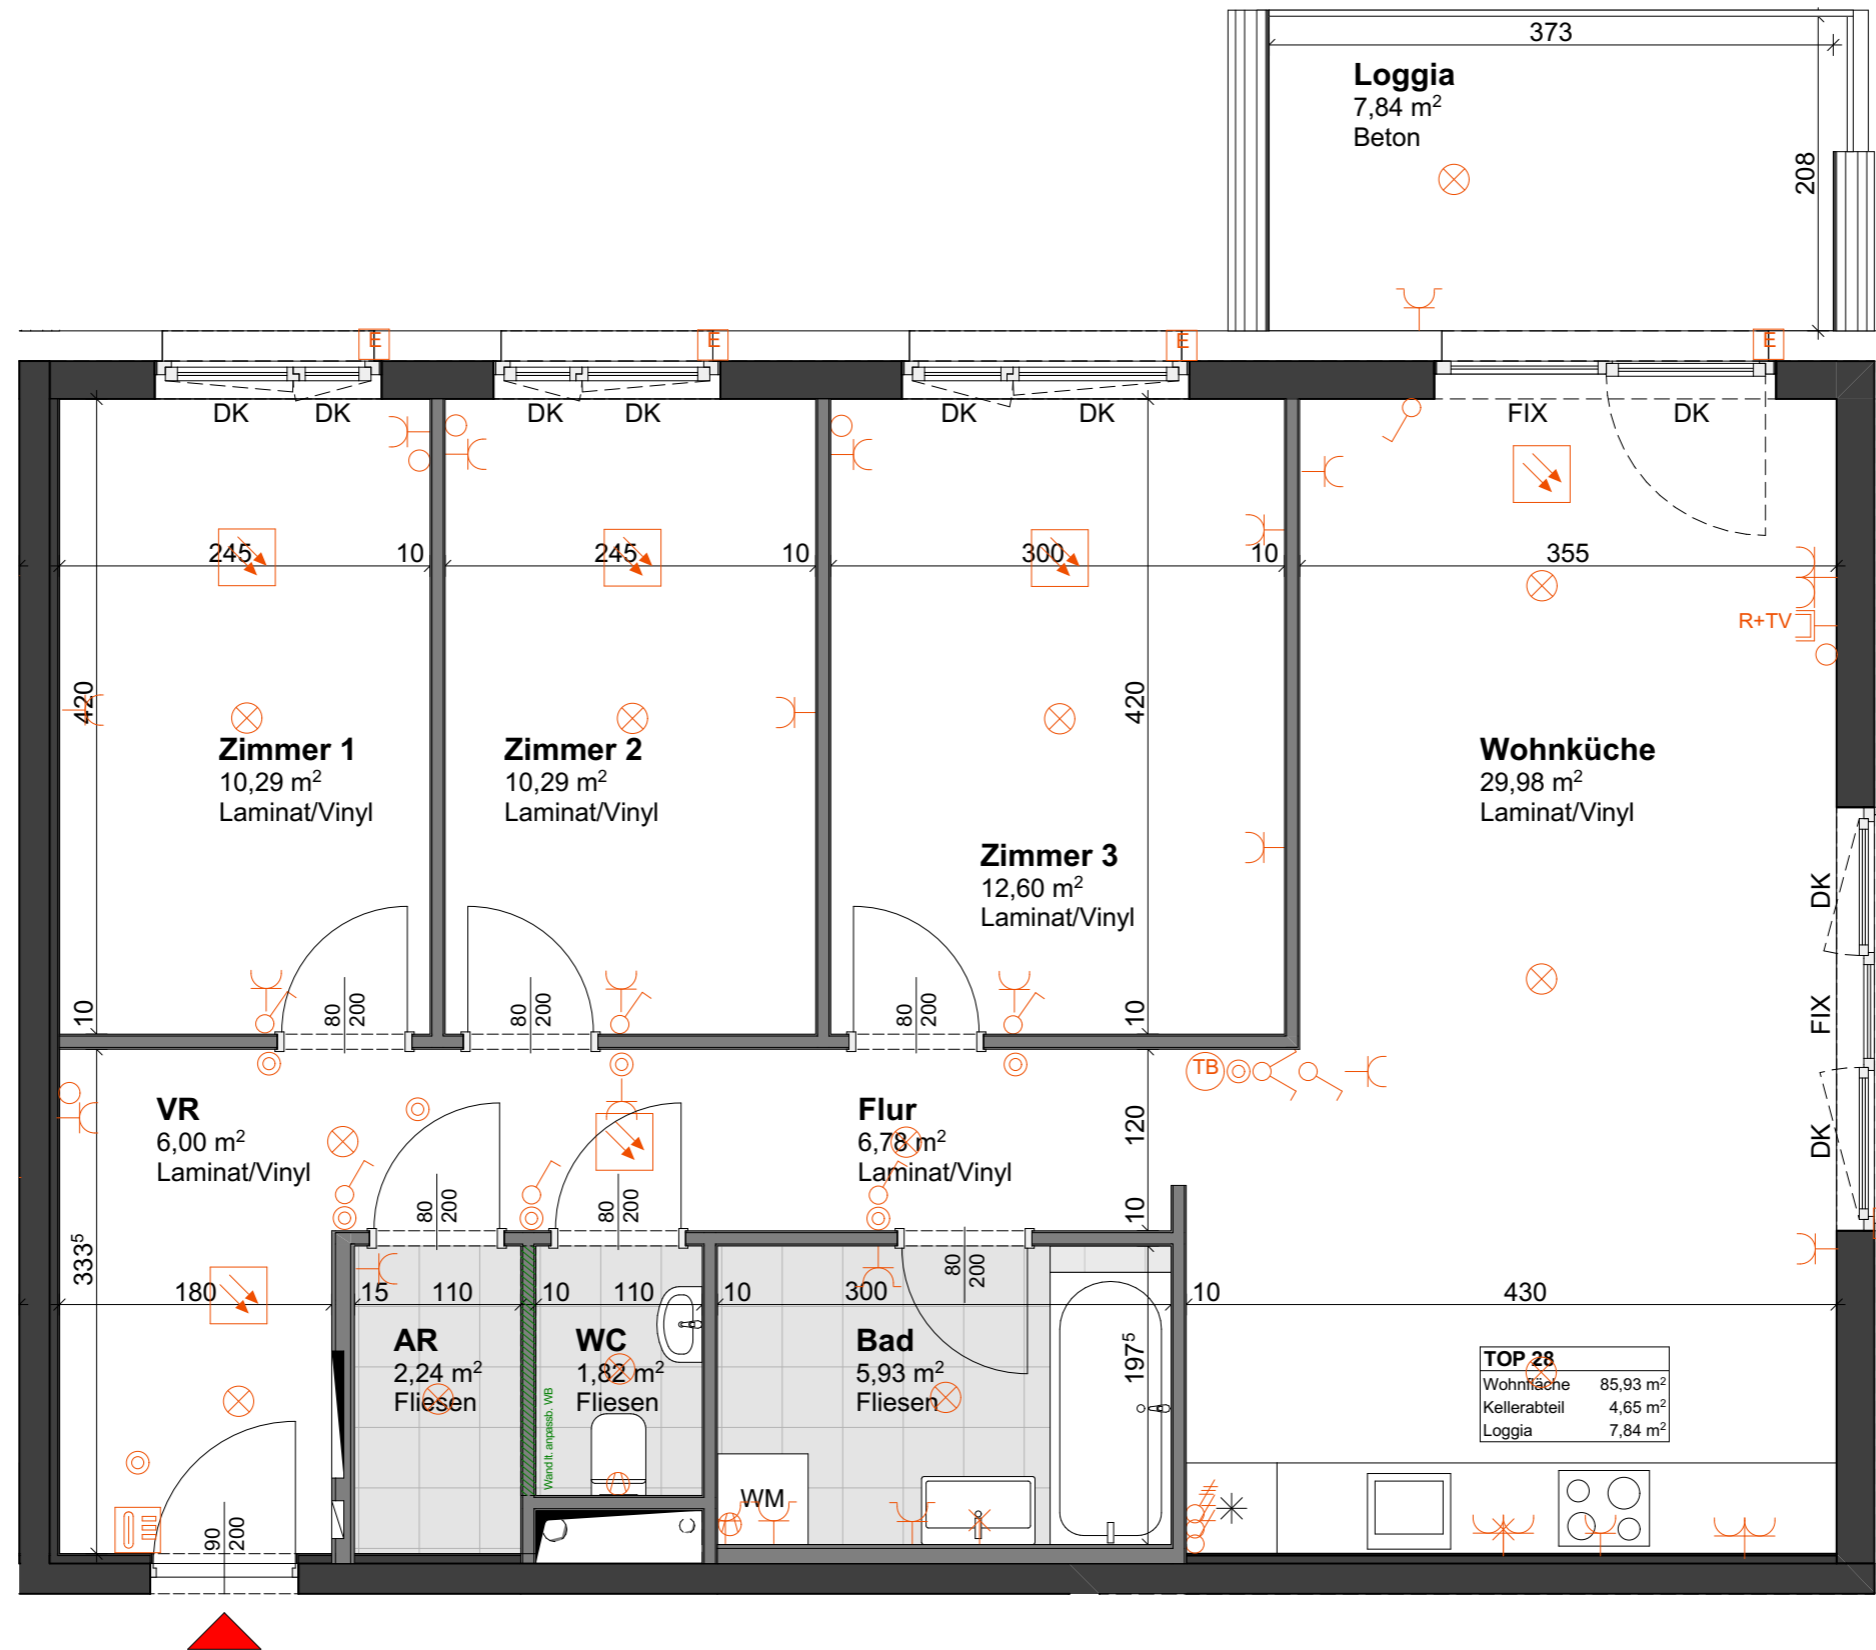 373
Loggia
7,84 m²
Beton
208
E
E
E
E
DK
DK
DK
DK
DK
DK
FIX
DK
245
10
245
10
300
10
355
R+TV
420
420
Zimmer 1
10,29 m²
Laminat/Vinyl
Zimmer 2
10,29 m²
Laminat/Vinyl
Wohnküche
29,98 m²
Laminat/Vinyl
Zimmer 3
12,60 m²
Laminat/Vinyl
DK
FIX
DK
10
80
200
80
200
80
200
10
TB
VR
6,00 m²
Laminat/Vinyl
Flur
6,78 m²
Laminat/Vinyl
120
10
80
200
80
200
80
200
333⁵
180
15
110
10
110
10
300
10
430
AR
2,24 m²
Fliesen
WC
1,82 m²
Fliesen
Bad
5,93 m²
Fliesen
197⁵
Wand lt. anpassb. WB
TOP 28
Wohnfläche 85,93 m²
Kellerabteil 4,65 m²
Loggia 7,84 m²
WM
90
200